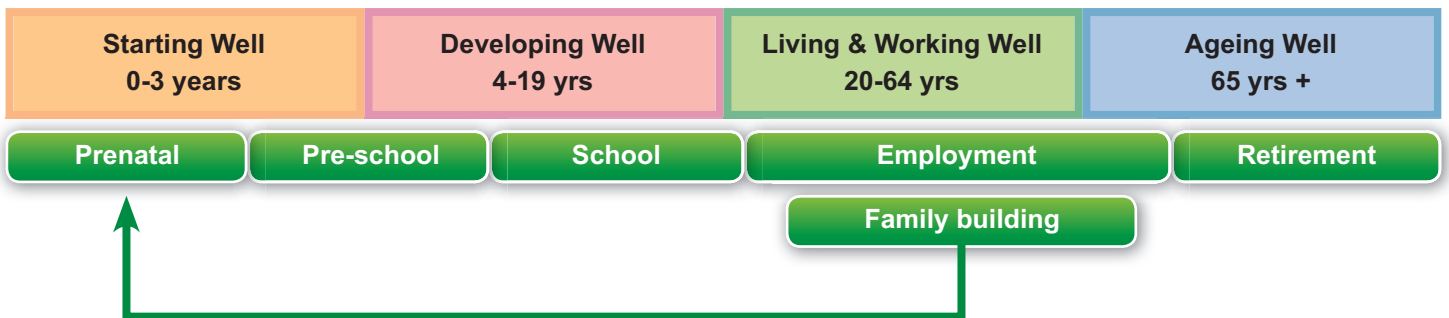 Starting Well
0-3 years
Developing Well
4-19 yrs
Living & Working Well
20-64 yrs
Ageing Well
65 yrs +
Prenatal
Pre-school
School
Employment
Retirement
Family building